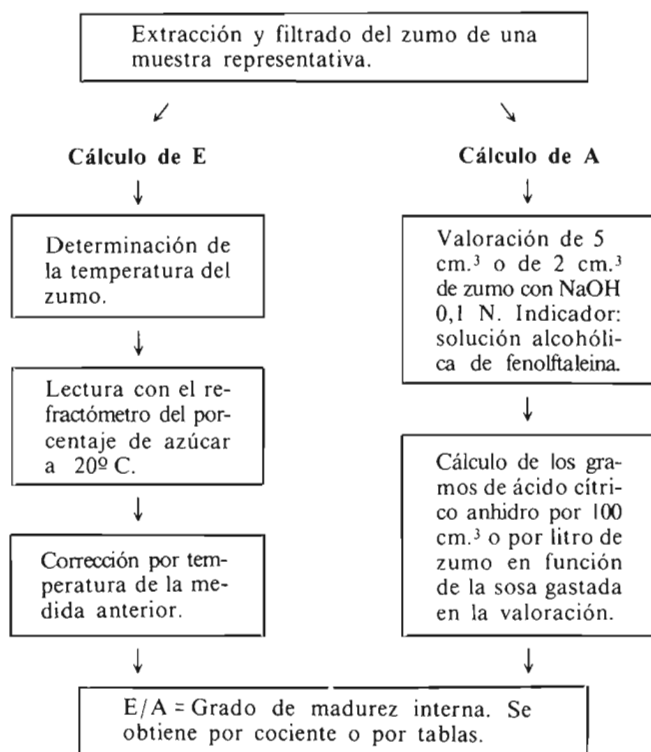 Extracción y filtrado del zumo de una
muestra representativa.
Cálculo de E
Determinación de
la temperatura del
zumo.
Lectura con el re-
fractómetro del por-
centaje de azúcar
a 20º C.
Corrección por tem-
peratura de la me-
dida anterior.
Cálculo de A
Valoración de 5
cm.³ o de 2 cm.³
de zumo con NaOH
0,1 N. Indicador:
solución alcohóli-
ca de fenolftaleina.
Cálculo de los gra-
mos de ácido cítri-
co anhidro por 100
cm.³ o por litro de
zumo en función
de la sosa gastada
en la valoración.
E/A = Grado de madurez interna. Se
obtiene por cociente o por tablas.